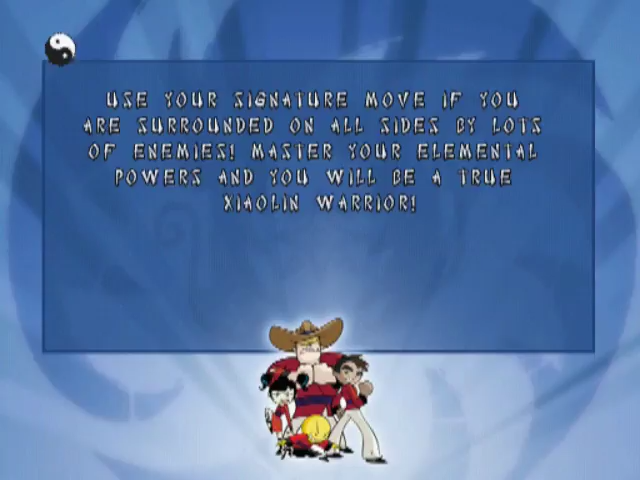 USE YOUR SIGNATURE MOVE IF YOU
ARE SURROUNDED ON ALL SIDES BY LOTS
OF ENEMIES! MASTER YOUR ELEMENTAL
POWERS AND YOU WILL BE A TRUE
XIAOLIN WARRIOR!